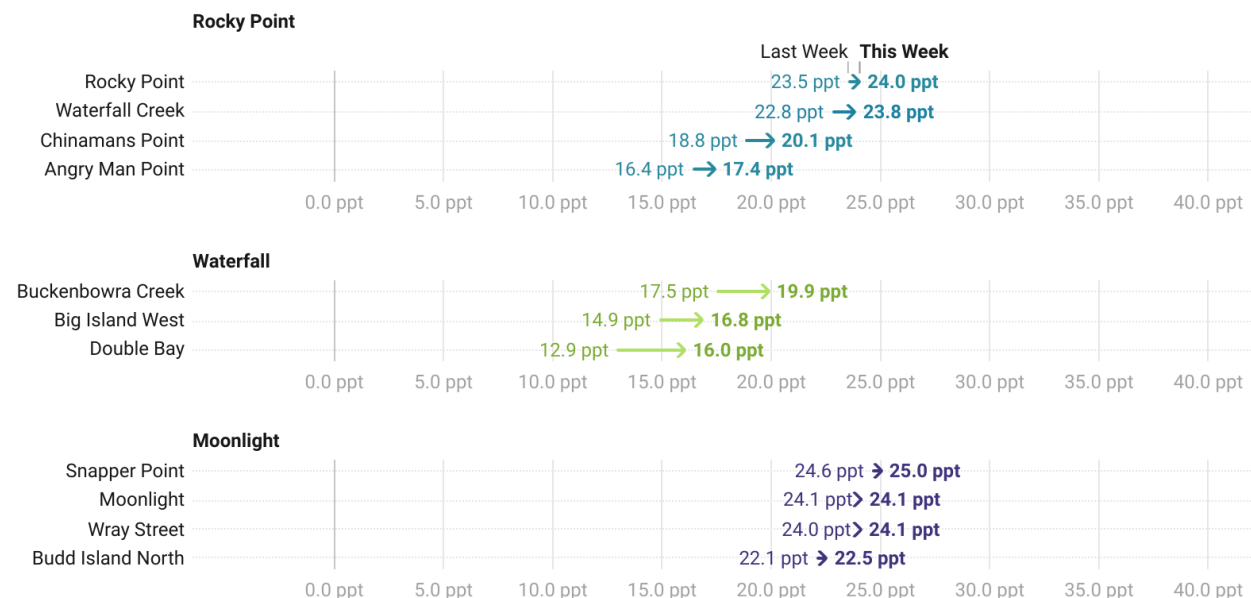 Rocky Point
Last Week This Week
Rocky Point 23.5 ppt 24.0 ppt
Waterfall Creek 22.8 ppt 23.8 ppt
Chinamans Point 18.8 ppt 20.1 ppt
Angry Man Point 16.4 ppt 17.4 ppt
0.0 ppt 5.0 ppt 10.0 ppt 15.0 ppt 20.0 ppt 25.0 ppt 30.0 ppt 35.0 ppt 40.0 ppt
Waterfall
Buckenbowra Creek 17.5 ppt 19.9 ppt
Big Island West 14.9 ppt 16.8 ppt
Double Bay 12.9 ppt 16.0 ppt
0.0 ppt 5.0 ppt 10.0 ppt 15.0 ppt 20.0 ppt 25.0 ppt 30.0 ppt 35.0 ppt 40.0 ppt
Moonlight
Snapper Point 24.6 ppt 25.0 ppt
Moonlight 24.1 ppt 24.1 ppt
Wray Street 24.0 ppt 24.1 ppt
Budd Island North 22.1 ppt 22.5 ppt
0.0 ppt 5.0 ppt 10.0 ppt 15.0 ppt 20.0 ppt 25.0 ppt 30.0 ppt 35.0 ppt 40.0 ppt